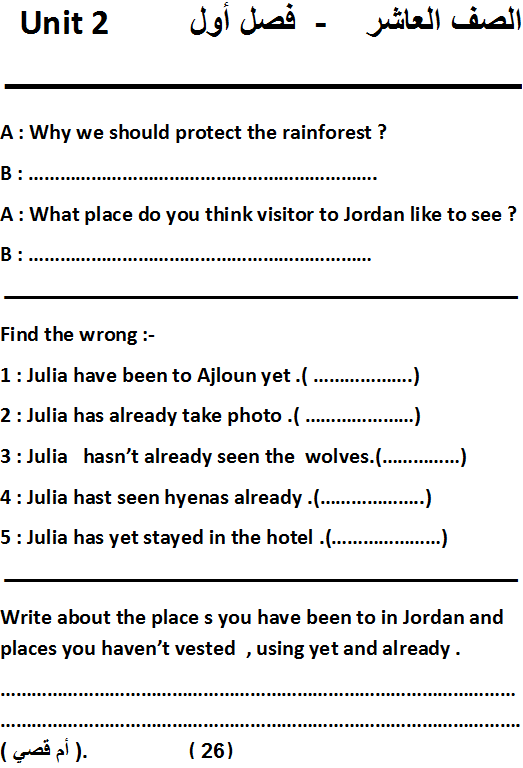 Unit 2 الصف العاشر - فصل أول
A : Why we should protect the rainforest ?
B : ....................................................................
A : What place do you think visitor to Jordan like to see ?
B : ..................................................................
Find the wrong :-
1 : Julia have been to Ajloun yet .( ...................)
2 : Julia has already take photo .( .....................)
3 : Julia hasn’t already seen the wolves.(...............)
4 : Julia hast seen hyenas already .(....................)
5 : Julia has yet stayed in the hotel .(.....................)
Write about the place s you have been to in Jordan and
places you haven’t vested , using yet and already .
....................................................................................................
.....................................................................................................
( أم قصي ). ( 26)